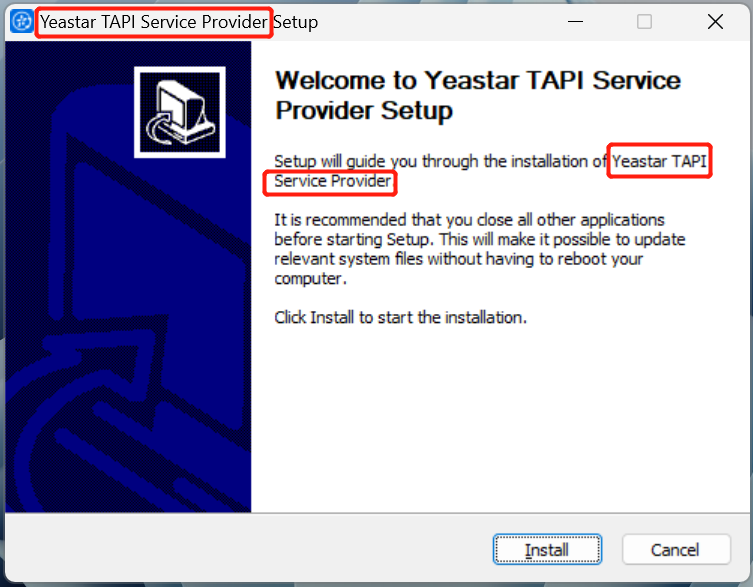 Yeastar TAPI Service Provider Setup
Welcome to Yeastar TAPI Service
Provider Setup
Setup will guide you through the installation of Yeastar TAPI
Service Provider.
It is recommended that you close all other applications
before starting Setup. This will make it possible to update
relevant system files without having to reboot your
computer.
Click Install to start the installation.
Install
Cancel